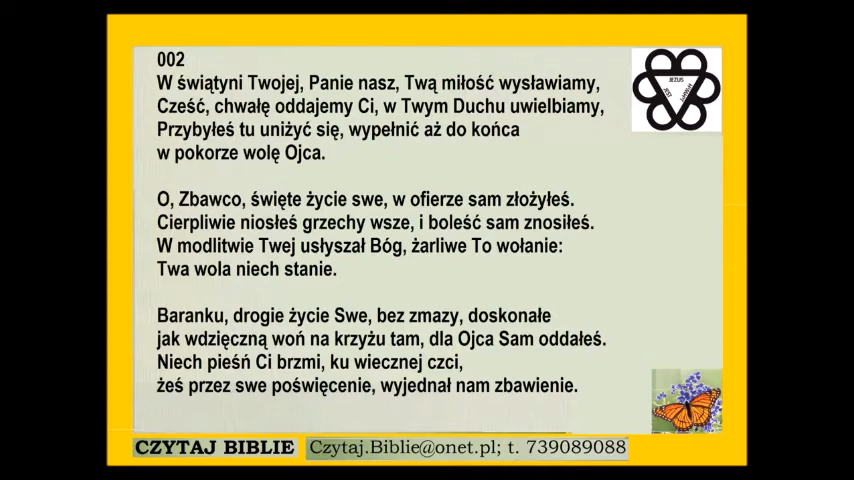 002
W świątyni Twojej, Panie nasz, Twą miłość wysławiamy,
Cześć, chwałę oddajemy Ci, w Twym Duchu uwielbiamy,
Przybyłeś tu uniżyć się, wypełnić aż do końca
w pokorze wolę Ojca.
O, Zbawco, święte życie swe, w ofierze sam złożyłeś.
Cierpliwie niosłeś grzechy wsze, i boleść sam znosiłeś.
W modlitwie Twej usłyszał Bóg, żarliwe To wołanie:
Twa wola niech stanie.
Baranku, drogie życie Swe, bez zmazy, doskonałe
jak wdzięczną woń na krzyżu tam, dla Ojca Sam oddałeś.
Niech pieśń Ci brzmi, ku wiecznej czci,
żeś przez swe poświęcenie, wyjednał nam zbawienie.
JEZUS
JEST
CZYTAJ BIBLIE
Czytaj.Biblie@onet.pl; t. 739089088